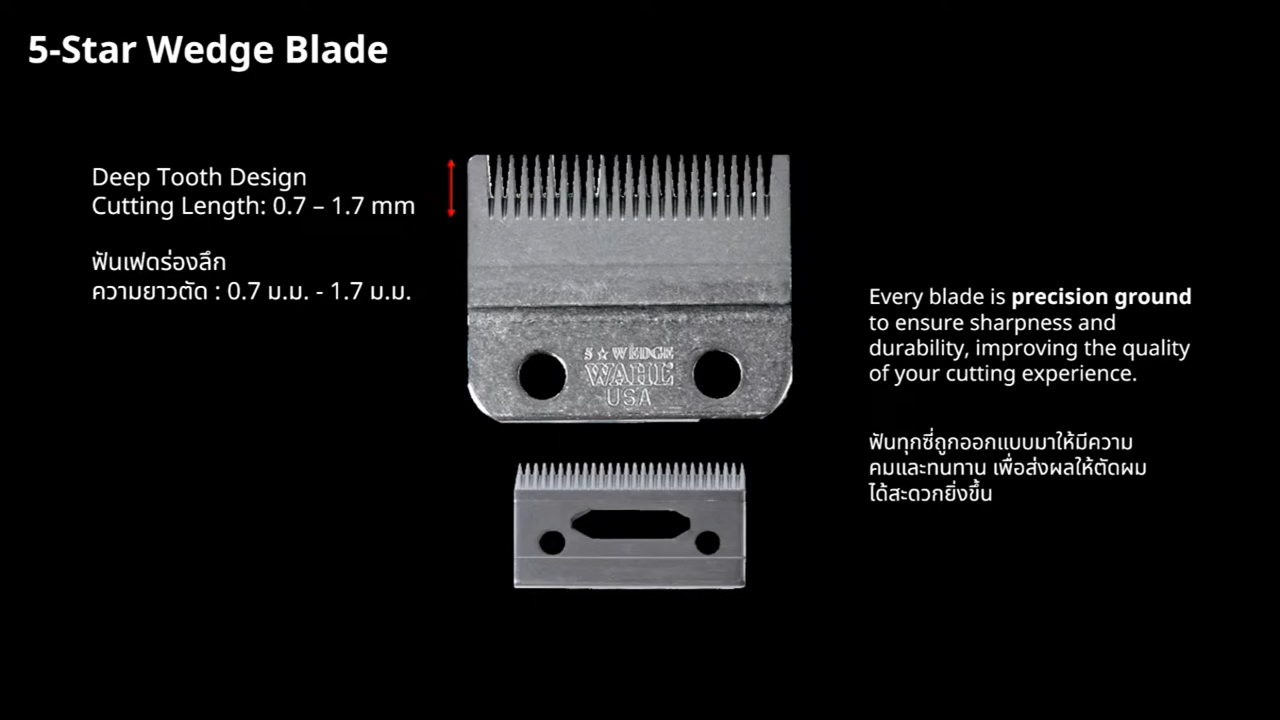 5-Star Wedge Blade
Deep Tooth Design
Cutting Length: 0.7 – 1.7 mm
ฟันเฟดร่องลึก
ความยาวตัด : 0.7 ม.ม. - 1.7 ม.ม.
5☆WEDGE
WAHL
USA
Every blade is precision ground
to ensure sharpness and
durability, improving the quality
of your cutting experience.
ฟันทุกซี่ถูกออกแบบมาให้มีความ
คมและทนทาน เพื่อส่งผลให้ตัดผม
ได้สะดวกยิ่งขึ้น